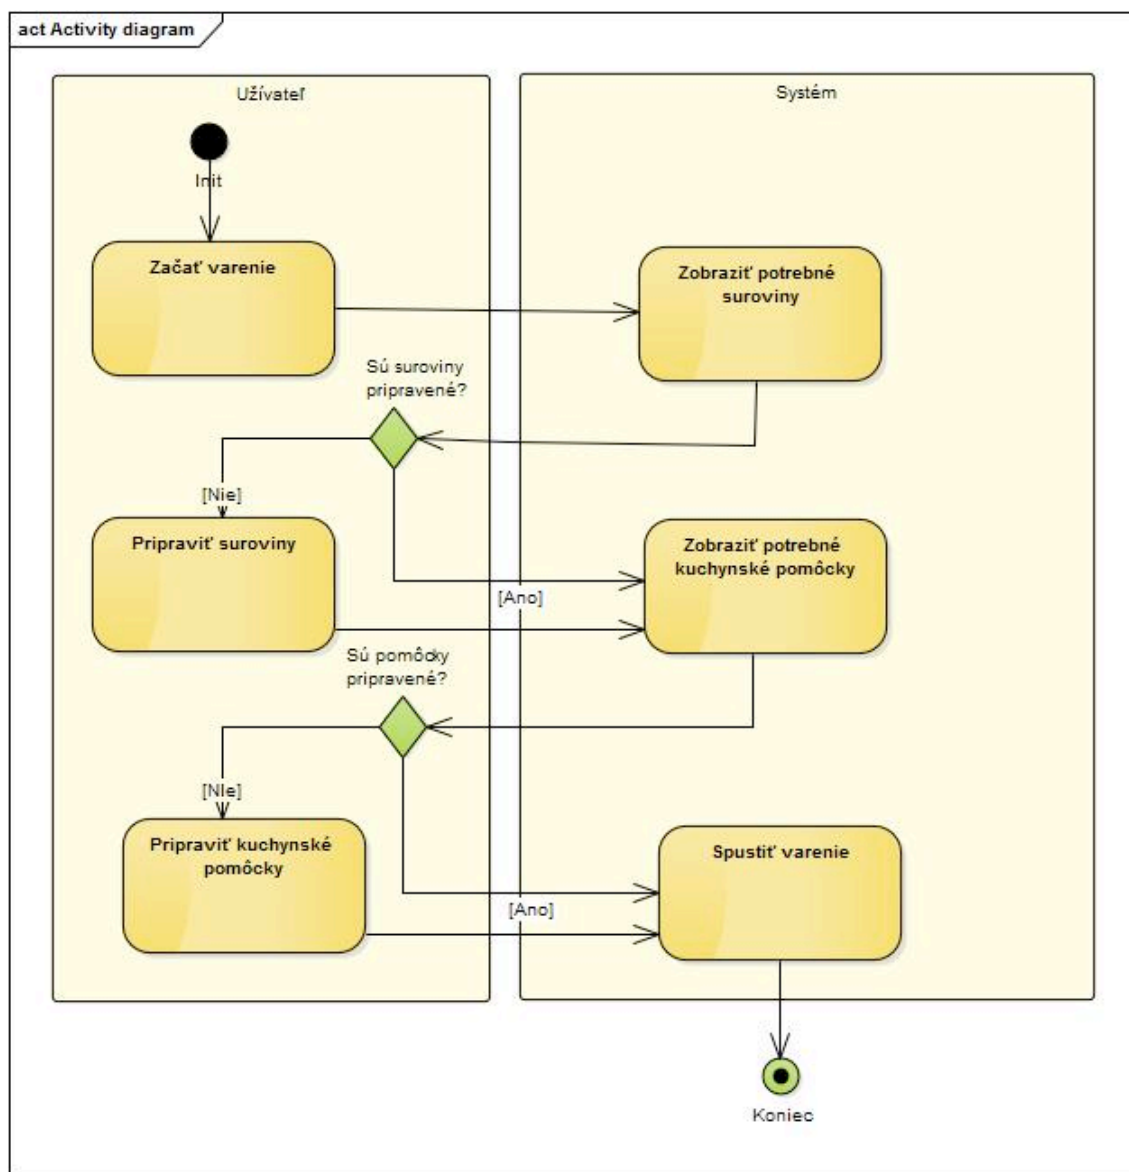 act Activity diagram
Užívateľ
Systém
Init
Začať varenie
Zobraziť potrebné
suroviny
Sú suroviny
pripravené?
[Nie]
Pripraviť suroviny
Zobraziť potrebné
kuchynské pomôcky
[Ano]
Sú pomôcky
pripravené?
[NIe]
Pripraviť kuchynské
pomôcky
Spustiť varenie
[Ano]
Koniec